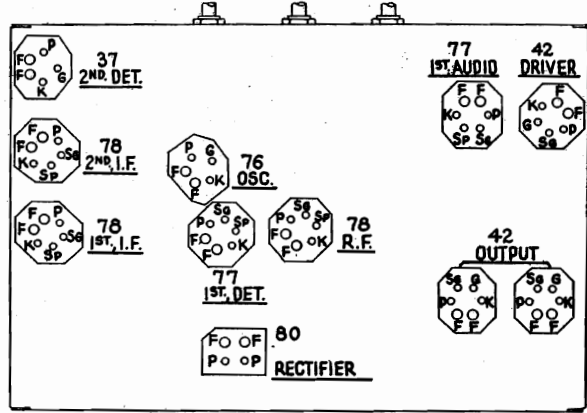 37
2ND. DET.
P
F
F
G
K
78
2ND. I.F.
F
P
F
SG
K
SP
78
1ST. I.F.
F
P
F
SG
K
SP
76
OSC.
P
G
F
K
F
77
1ST. DET.
SG
P
SP
F
K
F
78
R.F.
SG
P
SP
F
K
F
80
RECTIFIER
F F
P P
77
1ST. AUDIO
F F
K P
SP SG
42
DRIVER
F
K
F
G
P
SG
42
OUTPUT
SG G
P K
F F
SG G
P K
F F